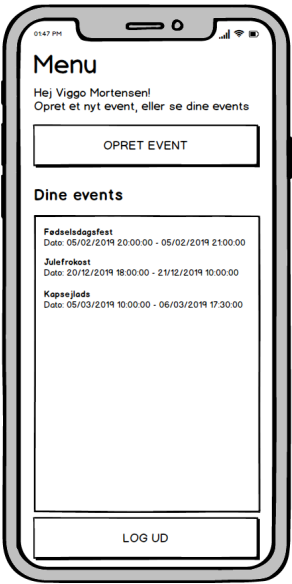 01:47 PM
Menu
Hej Viggo Mortensen!
Opret et nyt event, eller se dine events
OPRET EVENT
Dine events
Fødselsdagsfest
Dato: 05/02/2019 20:00:00 - 05/02/2019 21:00:00
Julefrokost
Dato: 20/12/2019 18:00:00 - 21/12/2019 10:00:00
Kapsejlads
Dato: 05/03/2019 10:00:00 - 06/03/2019 17:30:00
LOG UD